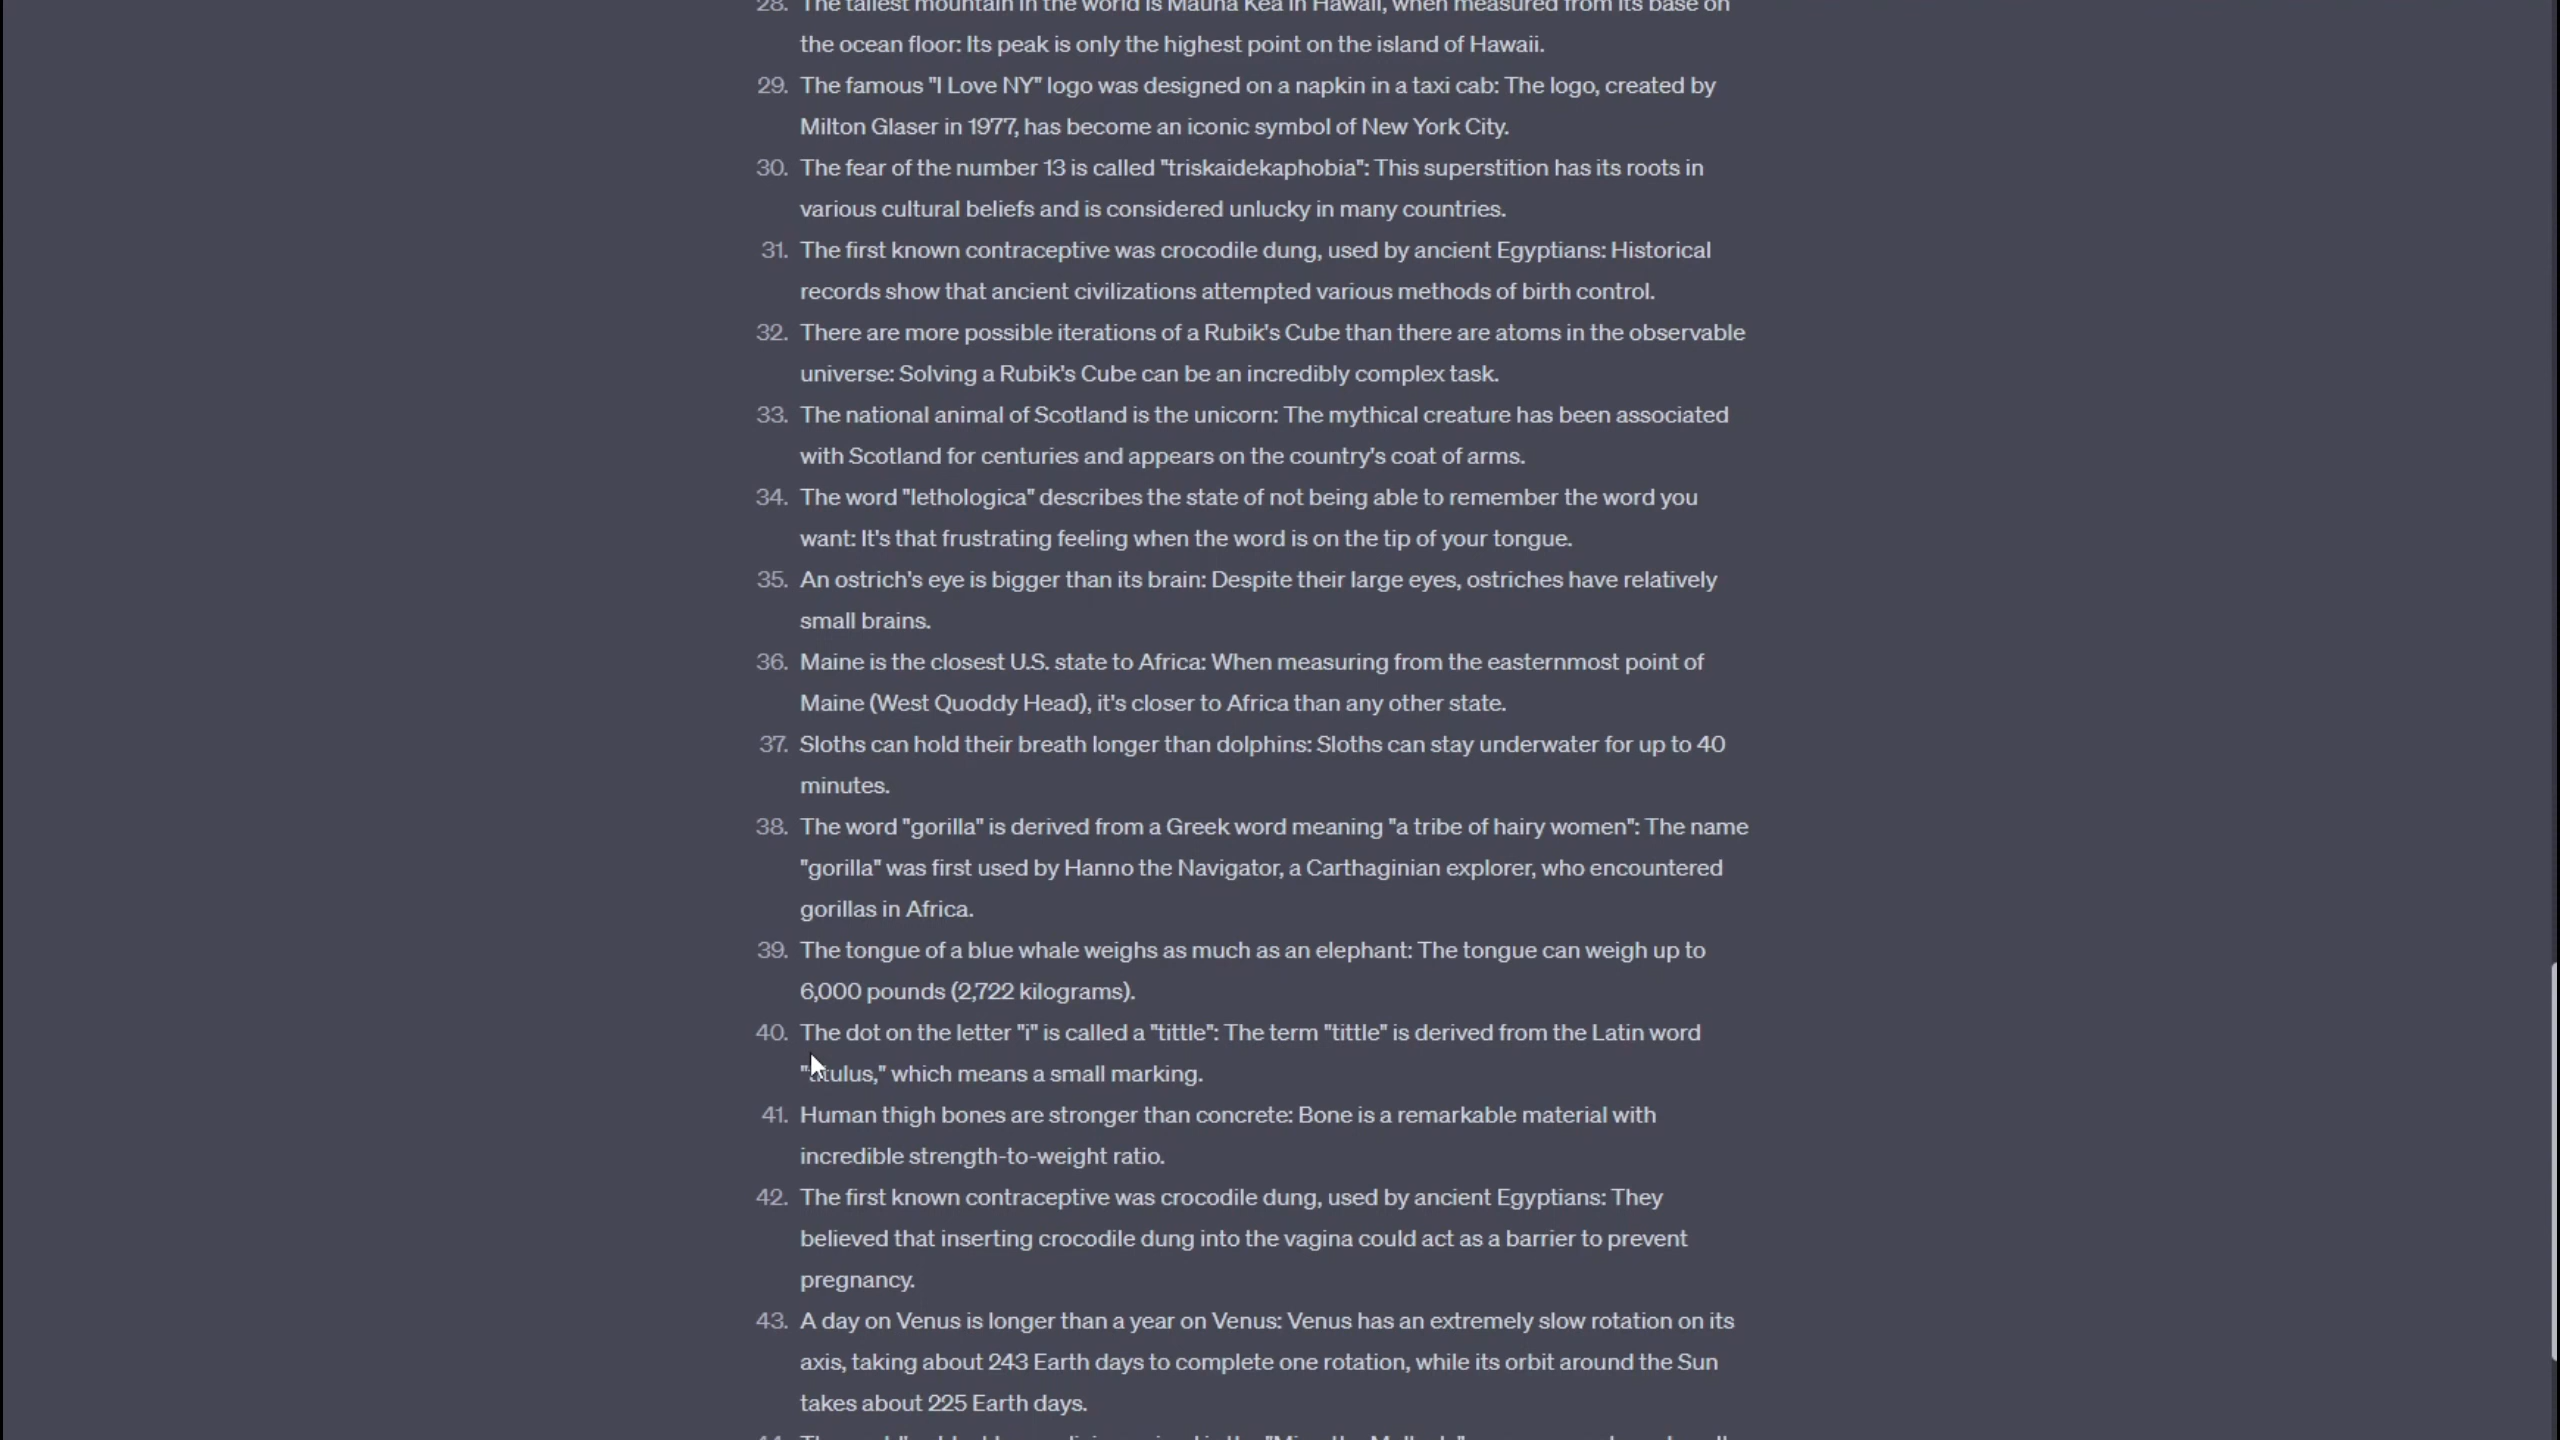 28. The tallest mountain in the world is Mauna Kea in Hawaii, when measured from its base on
the ocean floor: Its peak is only the highest point on the island of Hawaii.
29. The famous "I Love NY" logo was designed on a napkin in a taxi cab: The logo, created by
Milton Glaser in 1977, has become an iconic symbol of New York City.
30. The fear of the number 13 is called "triskaidekaphobia": This superstition has its roots in
various cultural beliefs and is considered unlucky in many countries.
31. The first known contraceptive was crocodile dung, used by ancient Egyptians: Historical
records show that ancient civilizations attempted various methods of birth control.
32. There are more possible iterations of a Rubik's Cube than there are atoms in the observable
universe: Solving a Rubik's Cube can be an incredibly complex task.
33. The national animal of Scotland is the unicorn: The mythical creature has been associated
with Scotland for centuries and appears on the country's coat of arms.
34. The word "lethologica" describes the state of not being able to remember the word you
want: It's that frustrating feeling when the word is on the tip of your tongue.
35. An ostrich's eye is bigger than its brain: Despite their large eyes, ostriches have relatively
small brains.
36. Maine is the closest U.S. state to Africa: When measuring from the easternmost point of
Maine (West Quoddy Head), it's closer to Africa than any other state.
37. Sloths can hold their breath longer than dolphins: Sloths can stay underwater for up to 40
minutes.
38. The word "gorilla" is derived from a Greek word meaning "a tribe of hairy women": The name
"gorilla" was first used by Hanno the Navigator, a Carthaginian explorer, who encountered
gorillas in Africa.
39. The tongue of a blue whale weighs as much as an elephant: The tongue can weigh up to
6,000 pounds (2,722 kilograms).
40. The dot on the letter "i" is called a "tittle": The term "tittle" is derived from the Latin word
which means a small marking.
41. Human thigh bones are stronger than concrete: Bone is a remarkable material with
incredible strength-to-weight ratio.
42. The first known contraceptive was crocodile dung, used by ancient Egyptians: They
believed that inserting crocodile dung into the vagina could act as a barrier to prevent
pregnancy.
43. A day on Venus is longer than a year on Venus: Venus has an extremely slow rotation on its
axis, taking about 243 Earth days to complete one rotation, while its orbit around the Sun
takes about 225 Earth days.